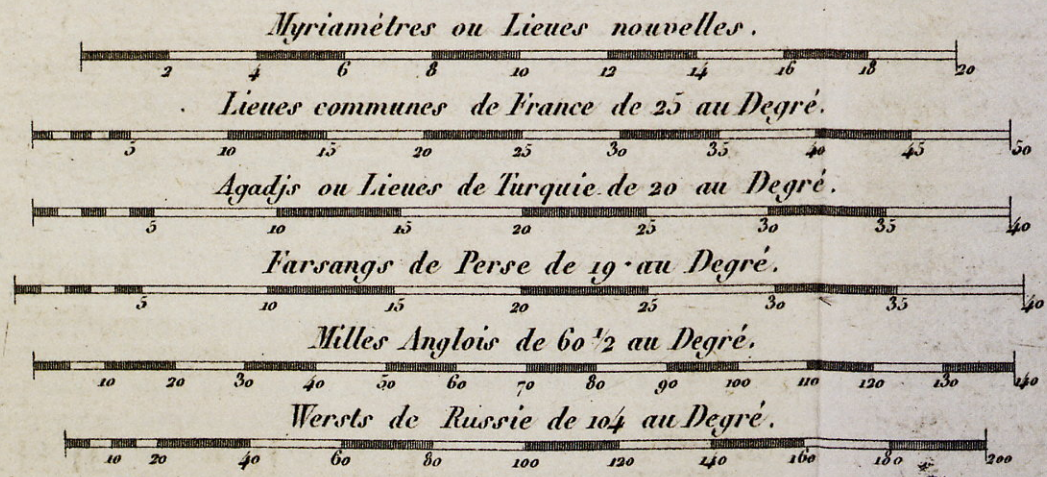 Myriamètres ou Lieues nouvelles.
2 4 6 8 10 12 14 16 18 20
Lieues communes de France de 25 au Degré.
5 10 15 20 25 30 35 40 45 50
Agadjs ou Lieues de Turquie de 20 au Degré.
5 10 15 20 25 30 35 40
Farsangs de Perse de 19 au Degré.
5 10 15 20 25 30 35 40
Milles Anglois de 60 1/2 au Degré.
10 20 30 40 50 60 70 80 90 100 110 120 130 140
Wersts de Russie de 104 au Degré.
10 20 40 60 80 100 120 140 160 180 200